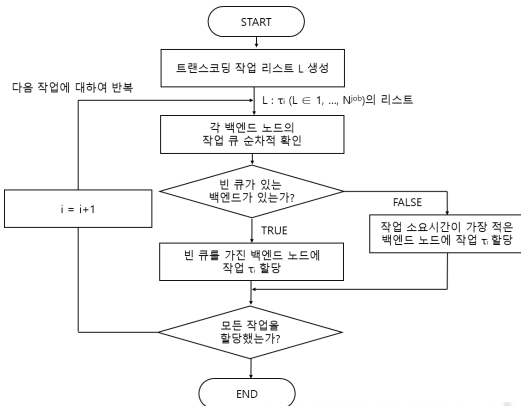 START
트랜스코딩 작업 리스트 L 생성
다음 작업에 대하여 반복
L : τᵢ (L ∈ 1, ..., Nʲᵒᵇ)의 리스트
각 백엔드 노드의
작업 큐 순차적 확인
빈 큐가 있는
백엔드가 있는가?
FALSE
i = i+1
TRUE
작업 소요시간이 가장 적은
백엔드 노드에 작업 τᵢ 할당
빈 큐를 가진 백엔드 노드에
작업 τᵢ 할당
모든 작업을
할당했는가?
END